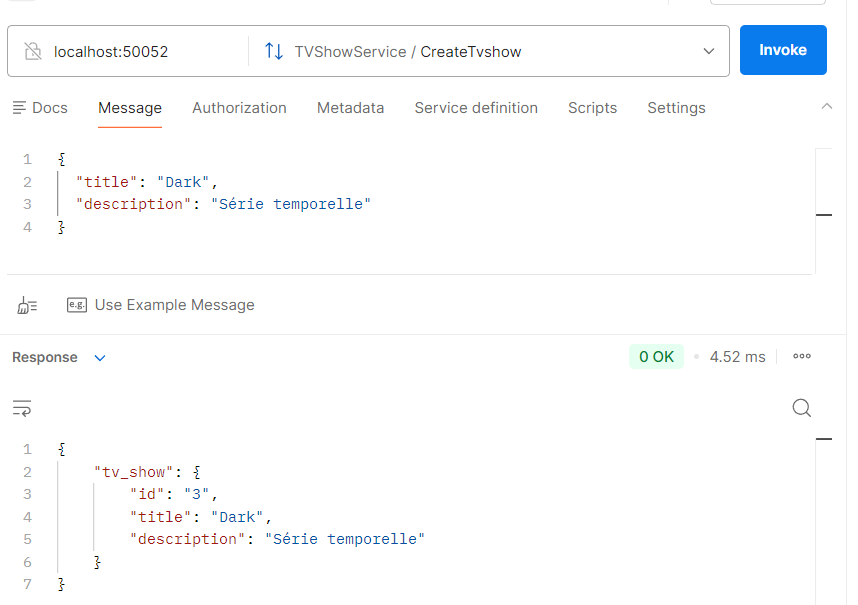 localhost:50052 TVShowService / CreateTvshow Invoke
Docs Message Authorization Metadata Service definition Scripts Settings
1 {
2 "title": "Dark",
3 "description": "Série temporelle"
4 }
e.g. Use Example Message
Response 0 OK 4.52 ms
1 {
2 "tv_show": {
3 "id": "3",
4 "title": "Dark",
5 "description": "Série temporelle"
6 }
7 }